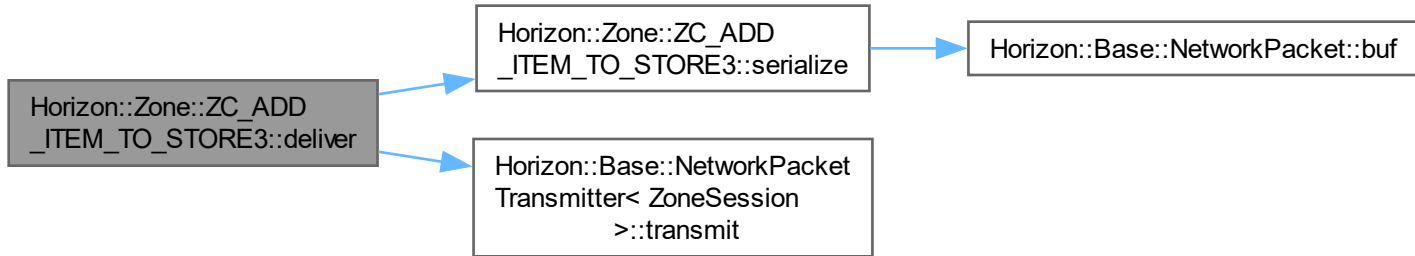 Horizon::Zone::ZC_ADD
_ITEM_TO_STORE3::deliver
Horizon::Zone::ZC_ADD
_ITEM_TO_STORE3::serialize
Horizon::Base::NetworkPacket::buf
Horizon::Base::NetworkPacket
Transmitter< ZoneSession
>::transmit